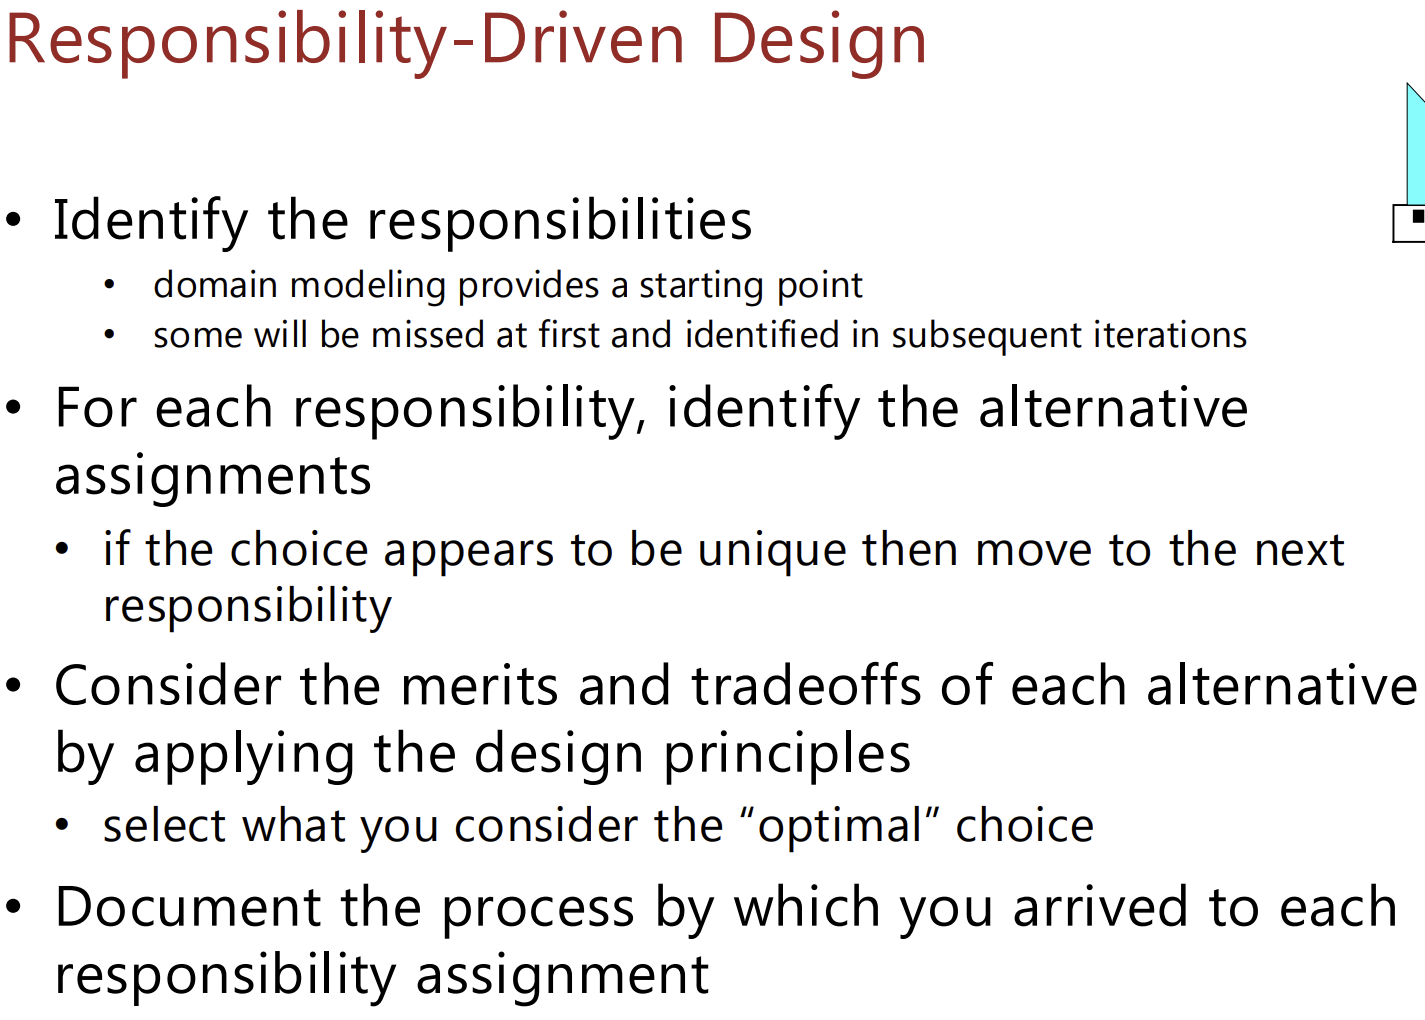 Responsibility-Driven Design
• Identify the responsibilities
• domain modeling provides a starting point
• some will be missed at first and identified in subsequent iterations
• For each responsibility, identify the alternative
assignments
• if the choice appears to be unique then move to the next
responsibility
• Consider the merits and tradeoffs of each alternative
by applying the design principles
• select what you consider the “optimal” choice
• Document the process by which you arrived to each
responsibility assignment